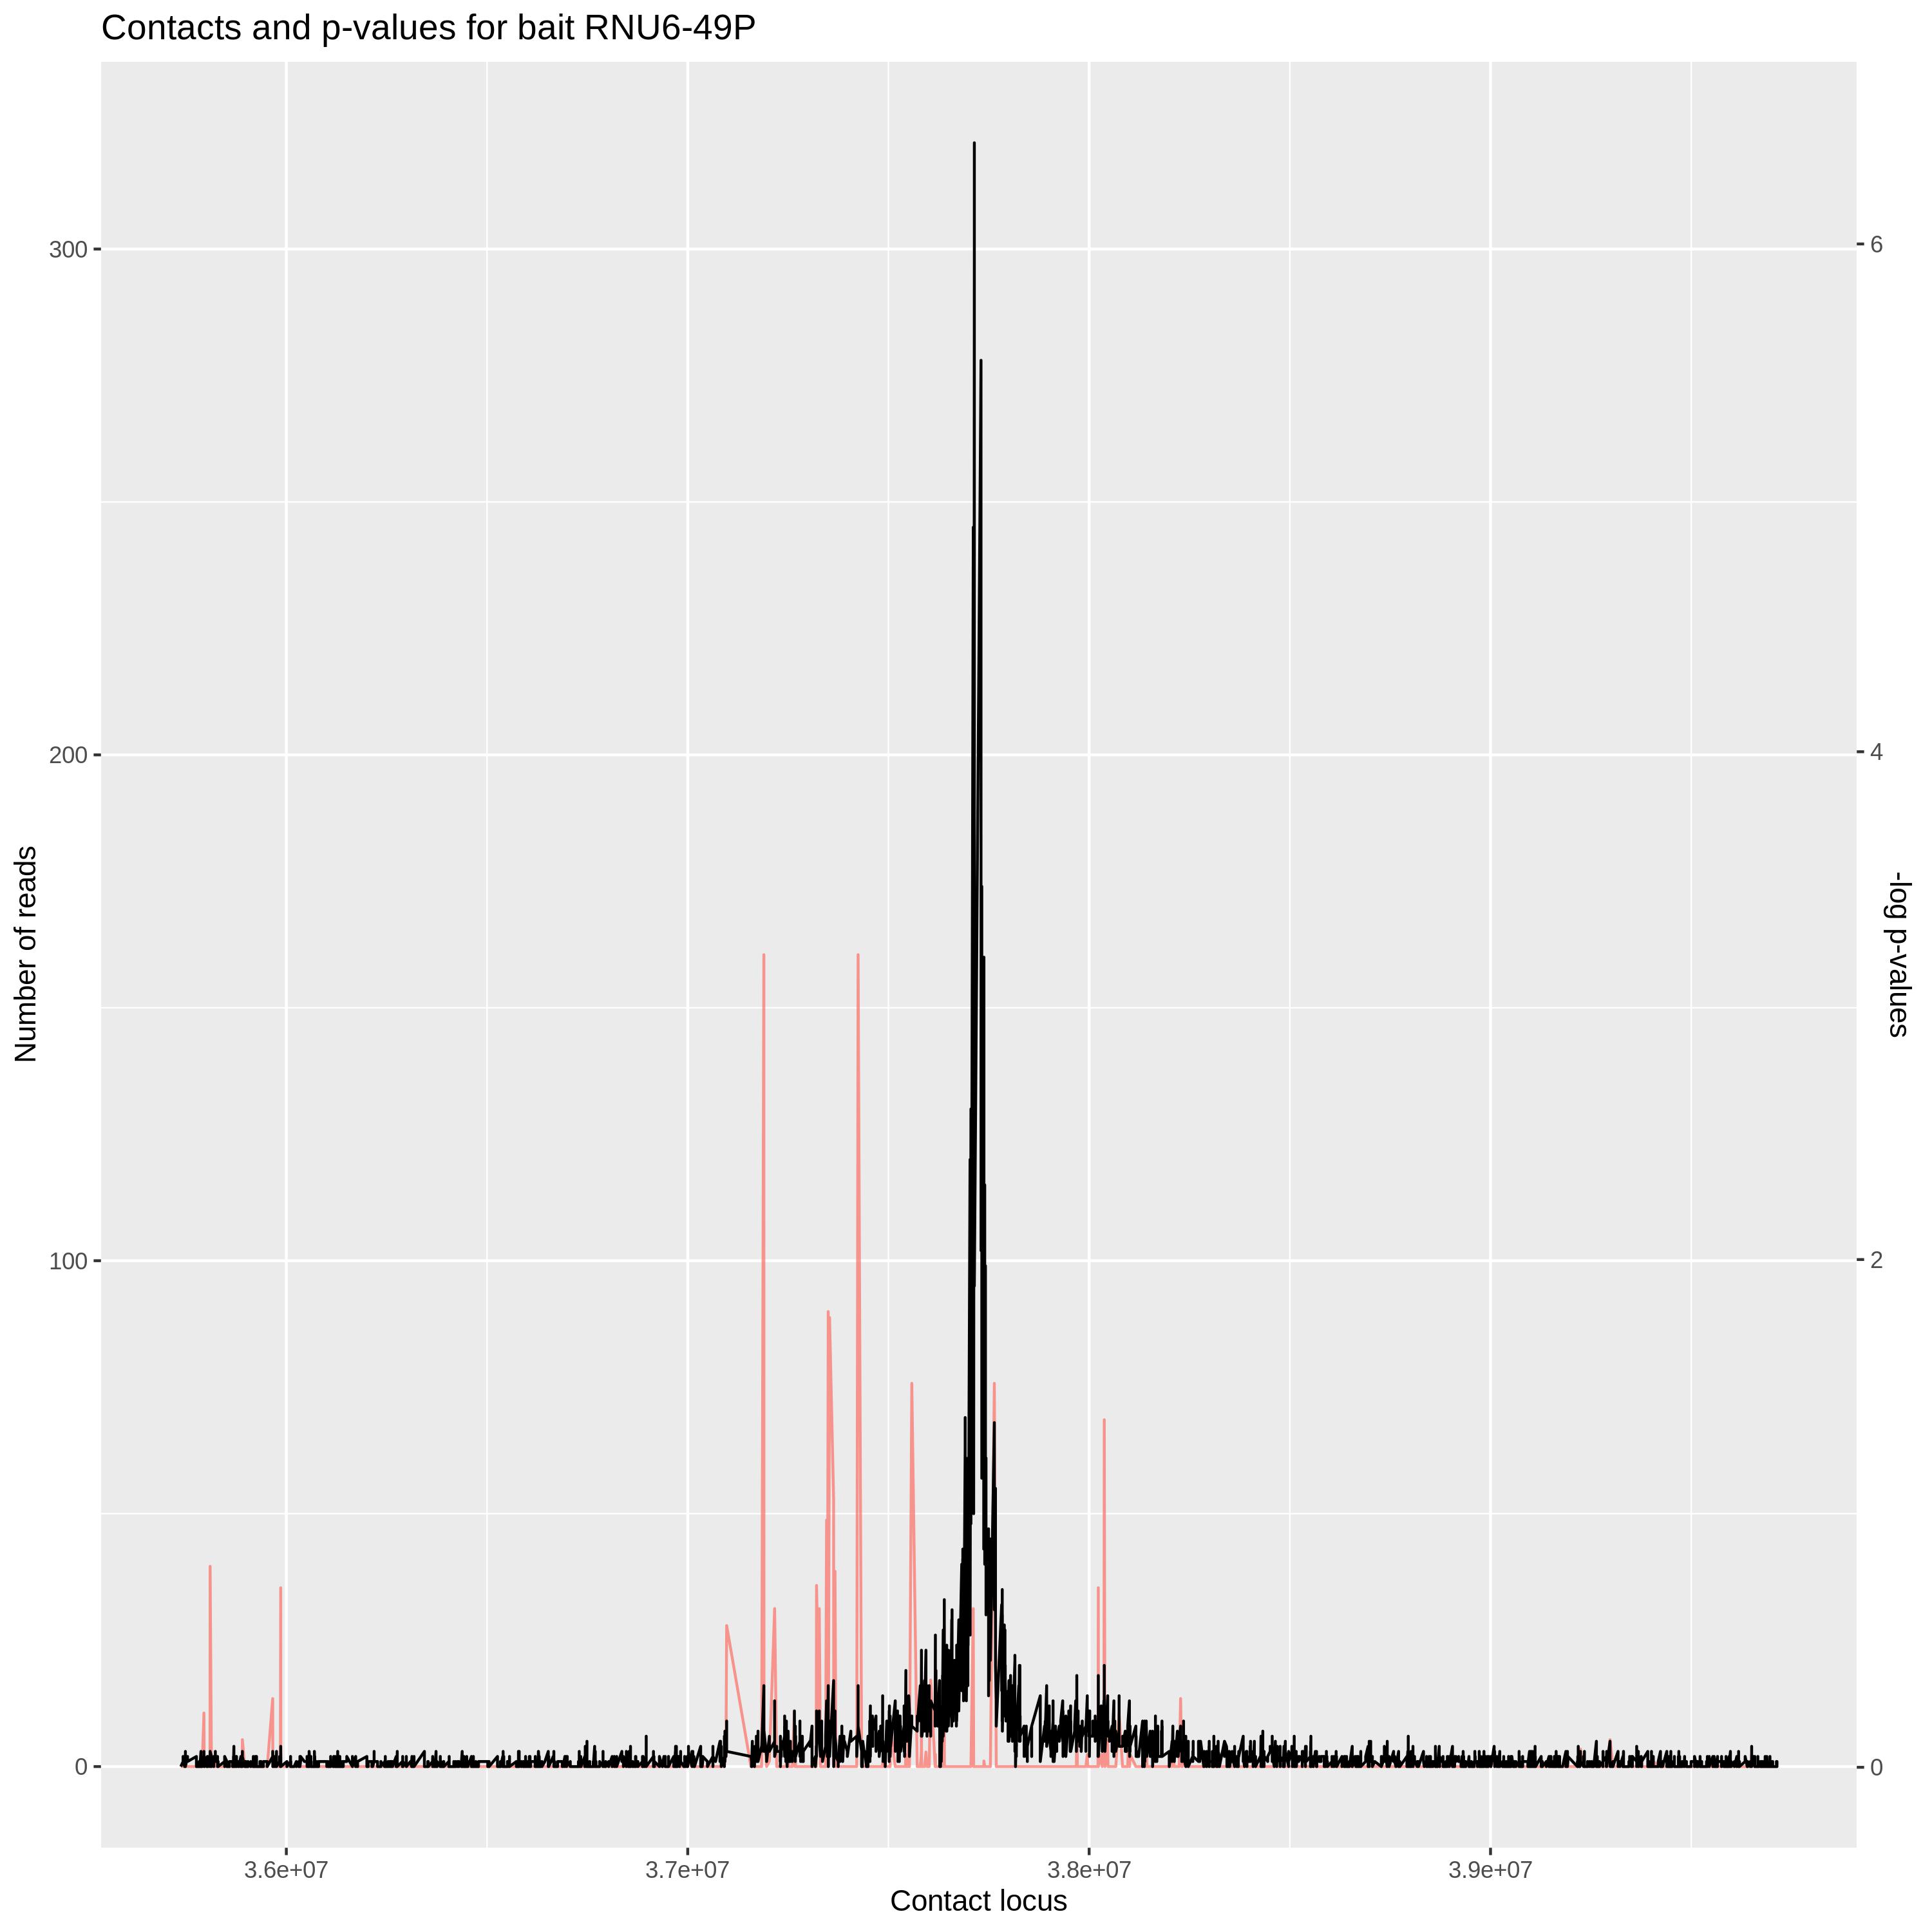 Contacts and p-values for bait RNU6-49P
300
200
100
0
6
4
2
0
Number of reads
-log p-values
3.6e+07
3.7e+07
3.8e+07
3.9e+07
Contact locus